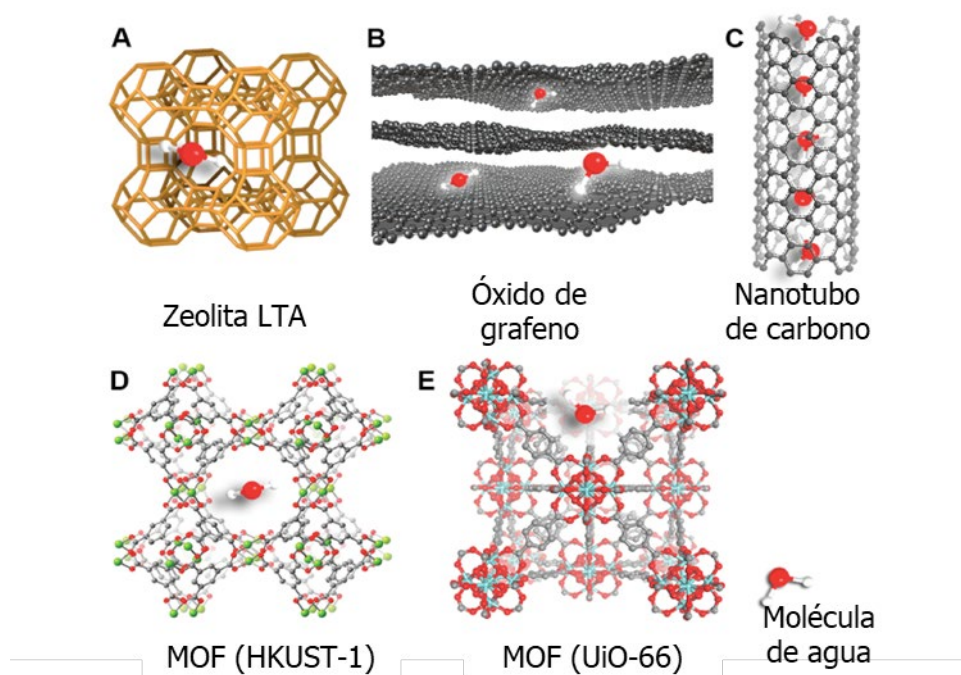 A
B
C
Zeolita LTA
Óxido de
grafeno
Nanotubo
de carbono
D
E
MOF (HKUST-1)
MOF (UiO-66)
Molécula
de agua